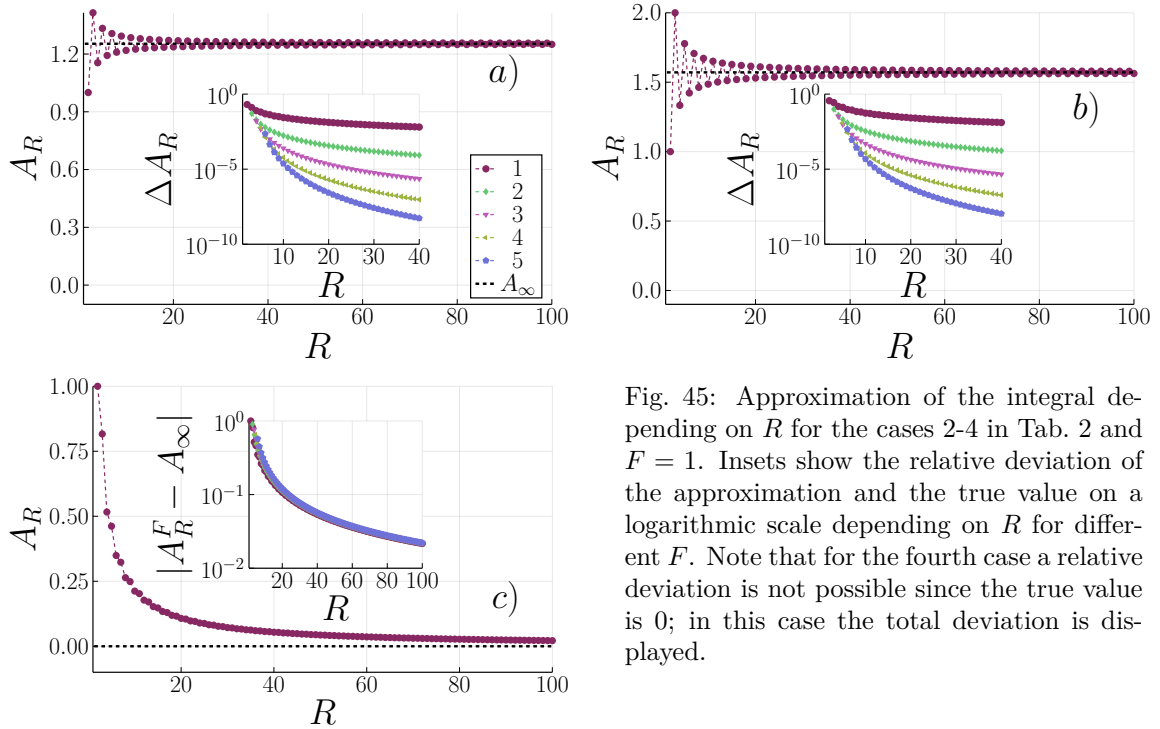 1.2
0.9
0.6
0.3
0.0
A_R
20
40
60
80
100
R
a)
10^0
10^{-5}
10^{-10}
ΔA_R
10
20
30
40
R
1
2
3
4
5
A_∞
2.0
1.5
1.0
0.5
0.0
A_R
20
40
60
80
100
R
b)
10^0
10^{-5}
10^{-10}
ΔA_R
10
20
30
40
R
1.00
0.75
0.50
0.25
0.00
A_R
20
40
60
80
100
R
c)
10^0
10^{-1}
10^{-2}
|A_R^F − A_∞|
20
40
60
80
100
R
Fig. 45: Approximation of the integral de-
pending on R for the cases 2-4 in Tab. 2 and
F = 1. Insets show the relative deviation of
the approximation and the true value on a
logarithmic scale depending on R for differ-
ent F. Note that for the fourth case a relative
deviation is not possible since the true value
is 0; in this case the total deviation is dis-
played.